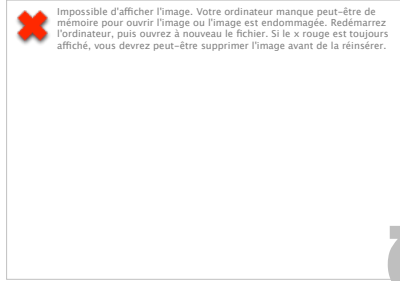 Impossible d'afficher l'image. Votre ordinateur manque peut-être de
mémoire pour ouvrir l'image ou l'image est endommagée. Redémarrez
l'ordinateur, puis ouvrez à nouveau le fichier. Si le x rouge est toujours
affiché, vous devrez peut-être supprimer l'image avant de la réinsérer.